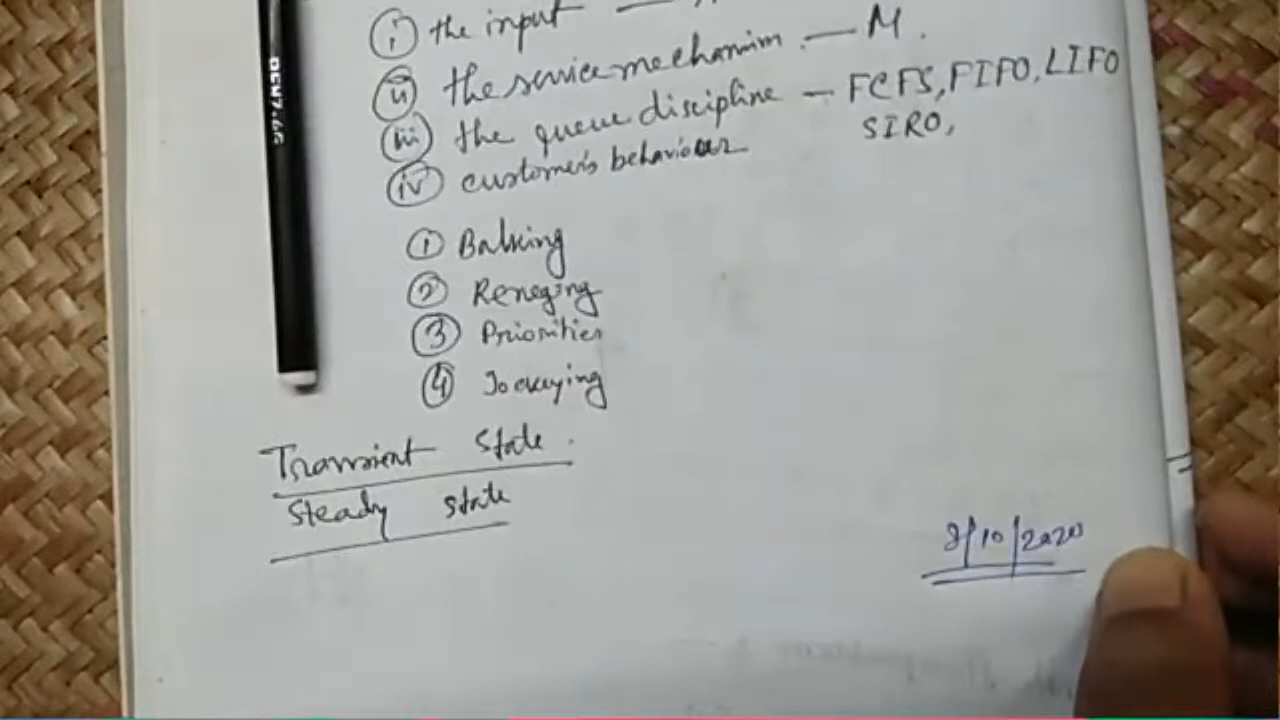 i the input —
ii the service mechanism. — M.
iii the queue discipline — FCFS, FIFO, LIFO
SIRO,
iv customer's behaviour
1 Balking
2 Reneging
3 Priorities
4 Jockeying
Transient state.
Steady state
8/10/2020